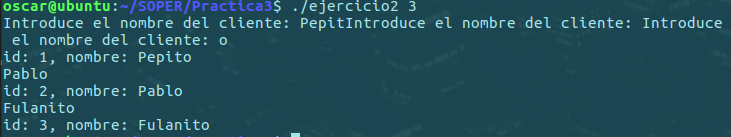 oscar@ubuntu:~/SOPER/Practica3$ ./ejercicio2 3
Introduce el nombre del cliente: PepitIntroduce el nombre del cliente: Introduce
 el nombre del cliente: o
id: 1, nombre: Pepito
Pablo
id: 2, nombre: Pablo
Fulanito
id: 3, nombre: Fulanito